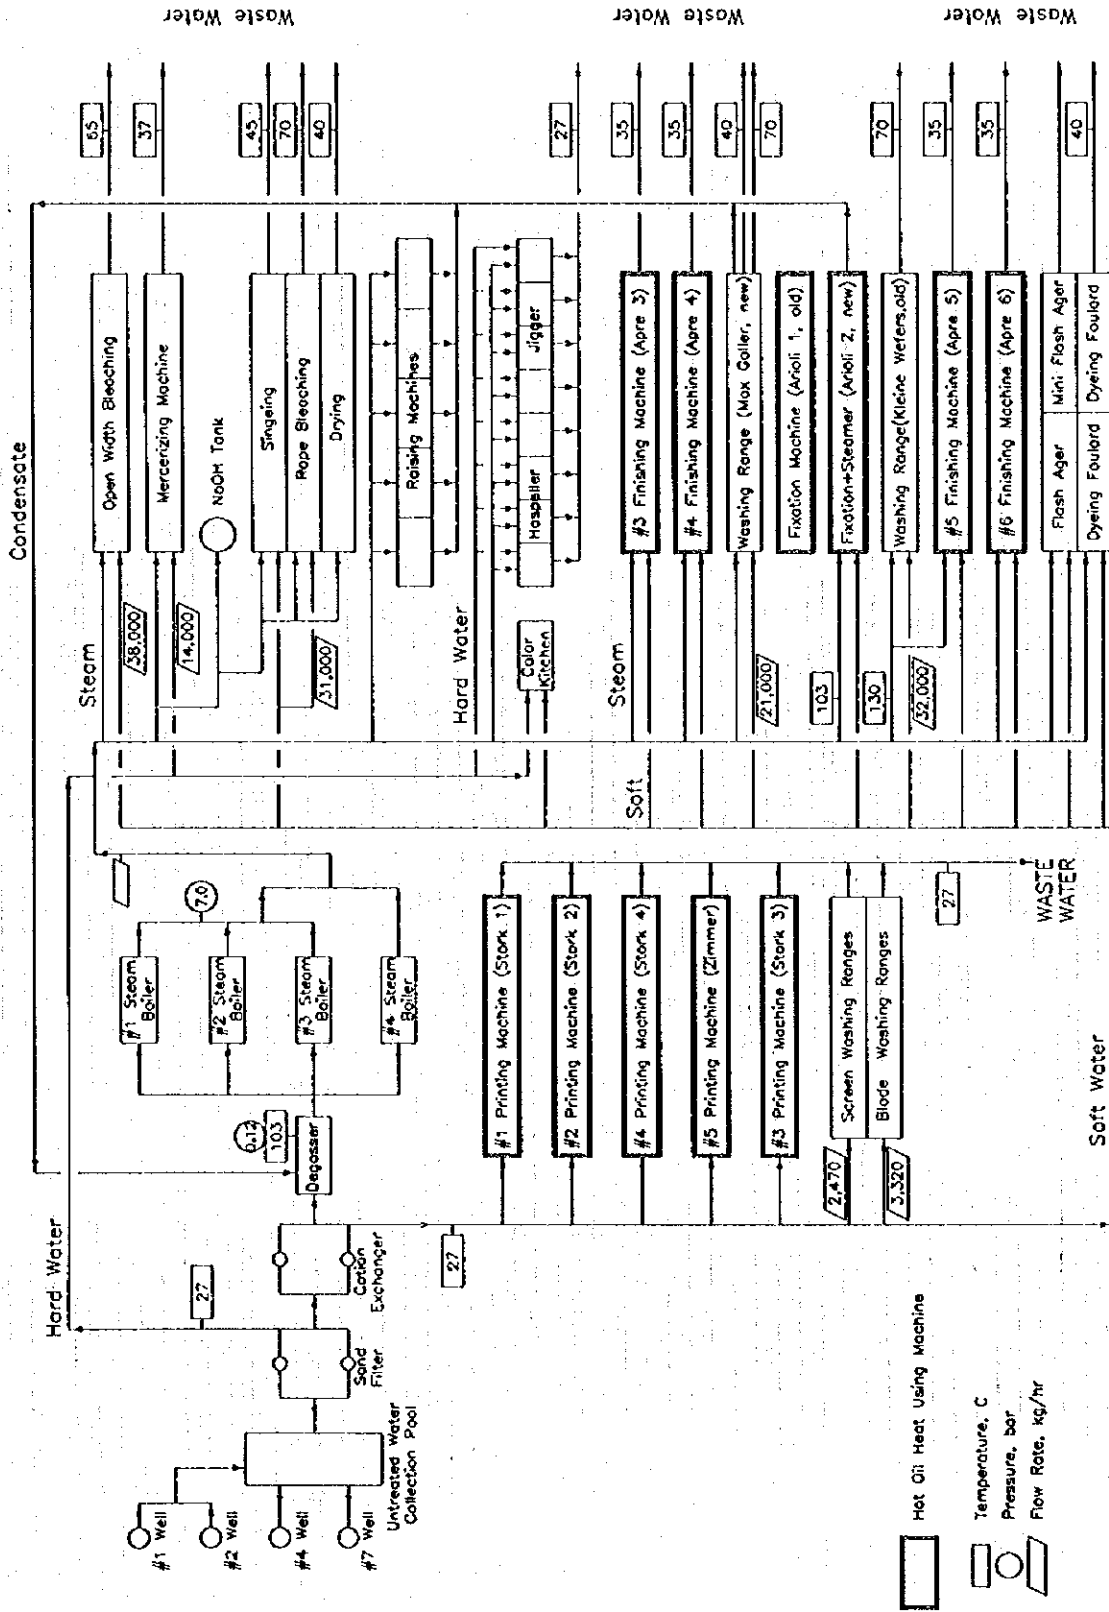 Condensate
Hard Water
#1 Well
#2 Well
#4 Well
#7 Well
Untreated Water
Collection Pool
Sand
Filter
27
Cation
Exchanger
27
Degasser
0.12
103
#1 Steam
Boiler
#2 Steam
Boiler
#3 Steam
Boiler
#4 Steam
Boiler
7.0
#1 Printing Machine (Stork 1)
#2 Printing Machine (Stork 2)
#4 Printing Machine (Stork 4)
#5 Printing Machine (Zimmer)
#3 Printing Machine (Stork 3)
2,470
Screen Washing Ranges
3,320
Blade Washing Ranges
27
WASTE
WATER
Soft Water
Steam
38,000
Open Width Bleaching
65
14,000
Mercerizing Machine
37
NaOH Tank
Singeing
45
Rope Bleaching
70
31,000
Drying
40
Waste Water
Raising Machines
Hard Water
Color
Kitchen
Haspeller
Jigger
27
Steam
Soft
#3 Finishing Machine (Apre 3)
35
#4 Finishing Machine (Apre 4)
35
21,000
Washing Range (Max Goller, new)
40
70
Waste Water
Fixation Machine (Arioli 1, old)
103
Fixation+Steamer (Arioli 2, new)
130
32,000
Washing Range(Kleine Wefers,old)
70
#5 Finishing Machine (Apre 5)
35
#6 Finishing Machine (Apre 6)
35
Flash Ager
Mini Flash Ager
Dyeing Foulard
Dyeing Foulard
40
Waste Water
Hot Oil Heat Using Machine
Temperature, C
Pressure, bar
Flow Rate, kg/hr